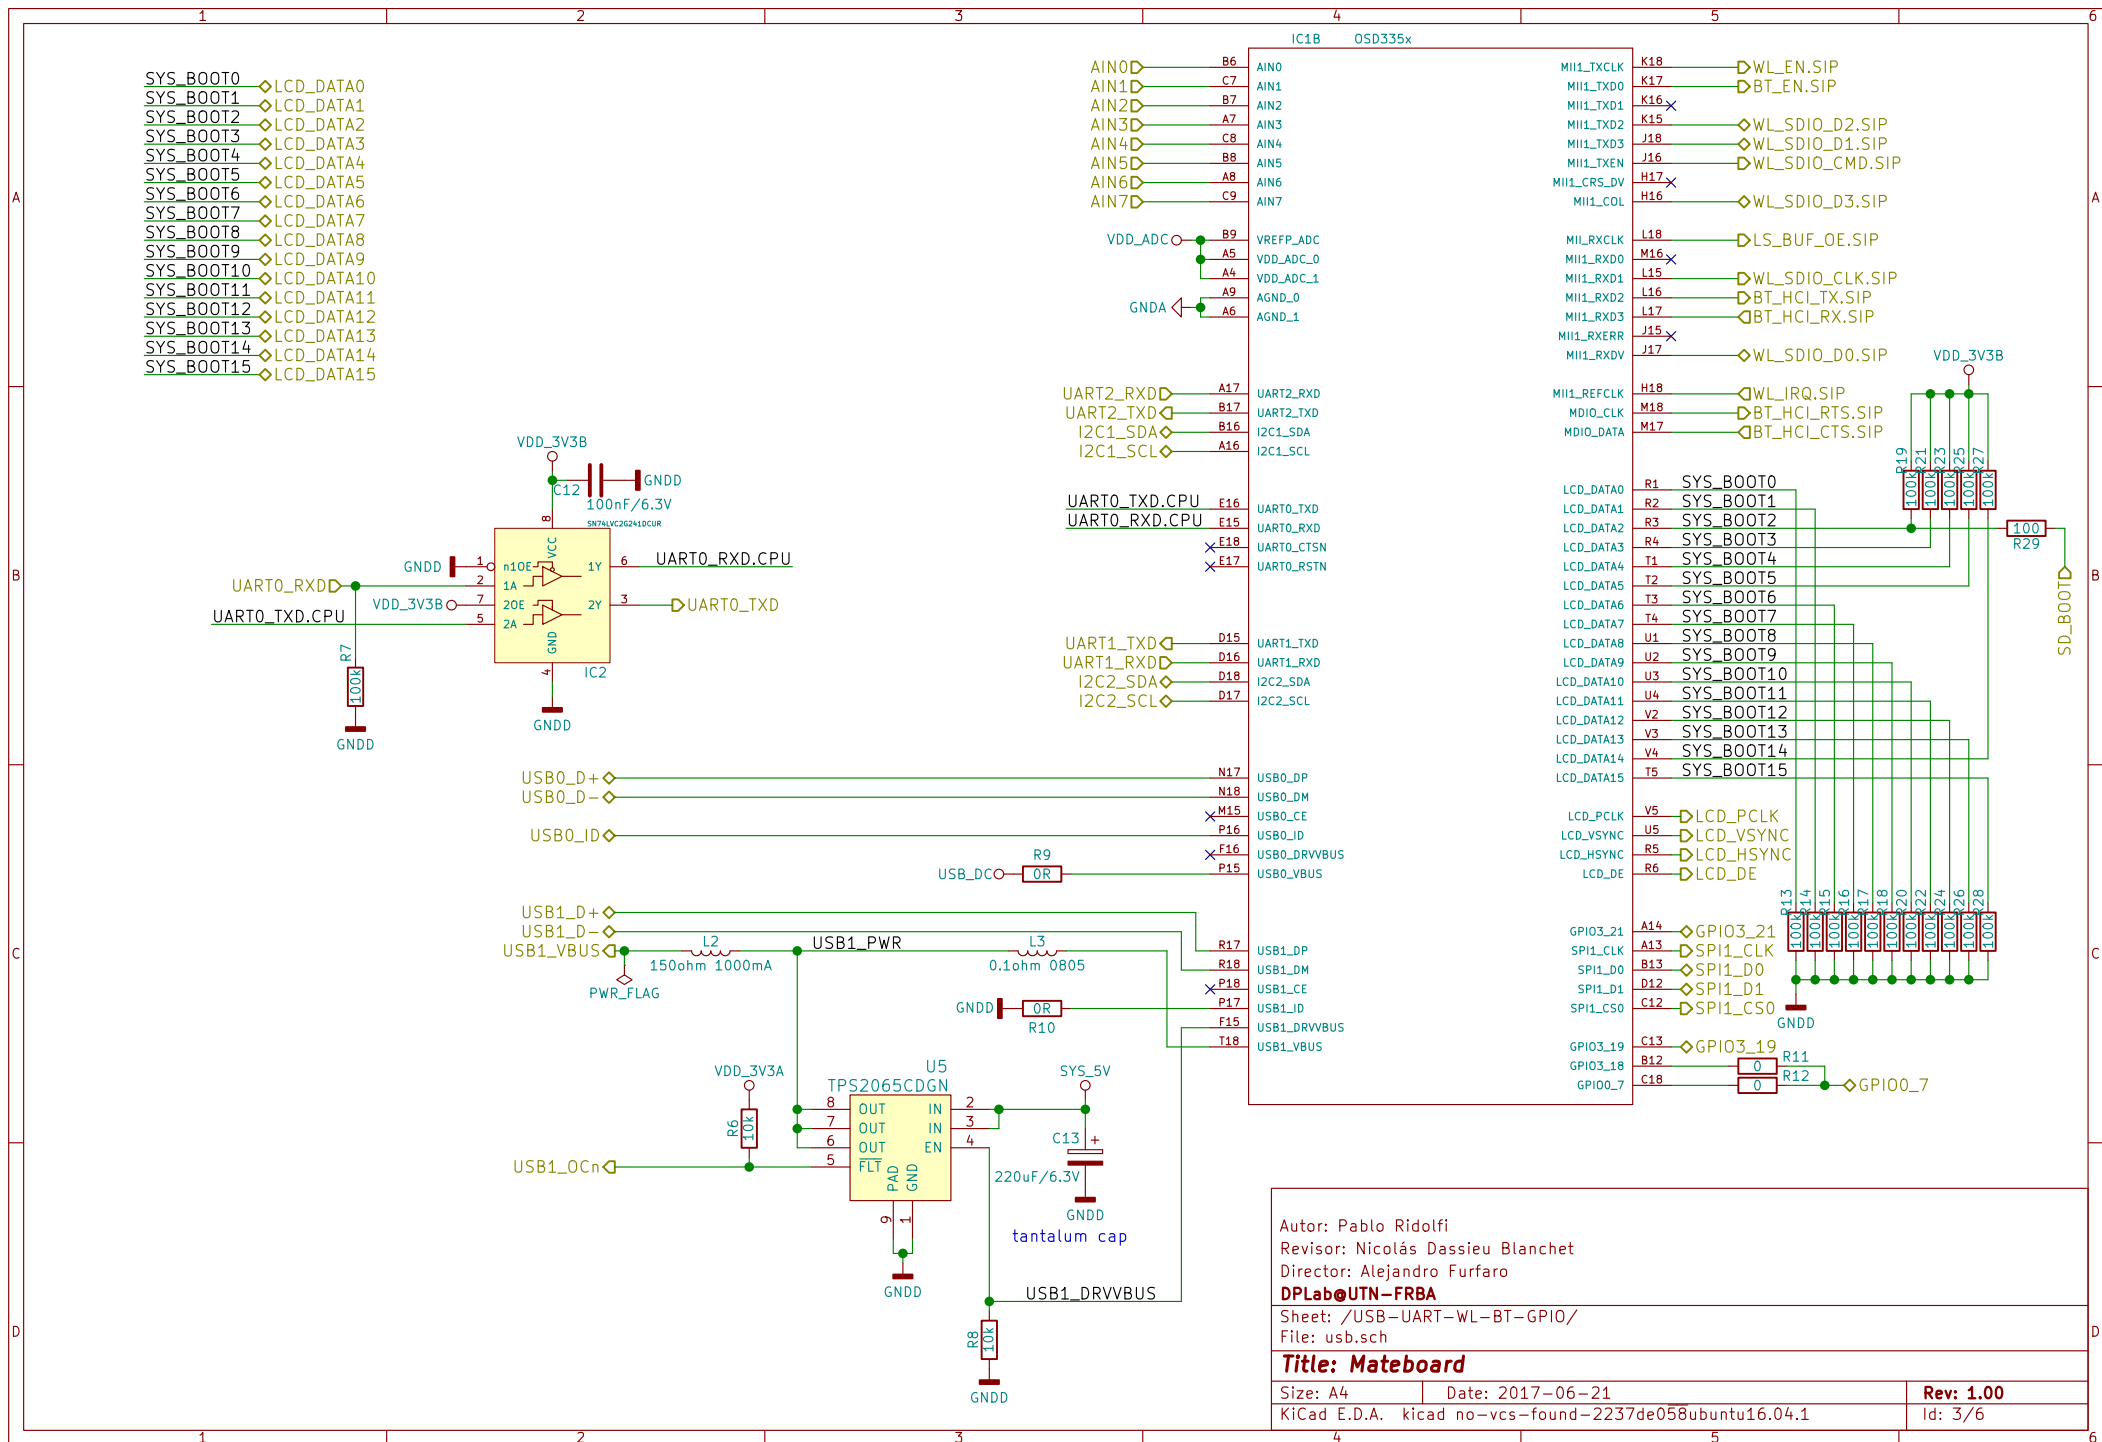 1 2 3 4 5 6
IC1B OSD335x
SYS_BOOT0 LCD_DATA0
SYS_BOOT1 LCD_DATA1
SYS_BOOT2 LCD_DATA2
SYS_BOOT3 LCD_DATA3
SYS_BOOT4 LCD_DATA4
SYS_BOOT5 LCD_DATA5
SYS_BOOT6 LCD_DATA6
SYS_BOOT7 LCD_DATA7
SYS_BOOT8 LCD_DATA8
SYS_BOOT9 LCD_DATA9
SYS_BOOT10 LCD_DATA10
SYS_BOOT11 LCD_DATA11
SYS_BOOT12 LCD_DATA12
SYS_BOOT13 LCD_DATA13
SYS_BOOT14 LCD_DATA14
SYS_BOOT15 LCD_DATA15
A
A
B
B
C
C
D
D
AIN0 B6 AIN0
AIN1 C7 AIN1
AIN2 B7 AIN2
AIN3 A7 AIN3
AIN4 C8 AIN4
AIN5 B8 AIN5
AIN6 A8 AIN6
AIN7 C9 AIN7
VDD_ADC B9 VREFP_ADC
A5 VDD_ADC_0
A4 VDD_ADC_1
A9 AGND_0
GNDA
A6 AGND_1
UART2_RXD A17 UART2_RXD
UART2_TXD B17 UART2_TXD
I2C1_SDA B16 I2C1_SDA
I2C1_SCL A16 I2C1_SCL
UART0_TXD.CPU E16 UART0_TXD
UART0_RXD.CPU E15 UART0_RXD
E18 UART0_CTSN
E17 UART0_RSTN
UART1_TXD D15 UART1_TXD
UART1_RXD D16 UART1_RXD
I2C2_SDA D18 I2C2_SDA
I2C2_SCL D17 I2C2_SCL
USB0_D+ N17 USB0_DP
USB0_D- N18 USB0_DM
M15 USB0_CE
USB0_ID P16 USB0_ID
F16 USB0_DRVVBUS
USB_DC R9 0R P15 USB0_VBUS
USB1_D+
USB1_D-
USB1_VBUS L2 USB1_PWR L3 R17 USB1_DP
150ohm 1000mA 0.1ohm 0805 R18 USB1_DM
PWR_FLAG
P18 USB1_CE
GNDD 0R P17 USB1_ID
R10 F15 USB1_DRVVBUS
T18 USB1_VBUS
MII1_TXCLK K18 WL_EN.SIP
MII1_TXD0 K17 BT_EN.SIP
MII1_TXD1 K16
MII1_TXD2 K15 WL_SDIO_D2.SIP
MII1_TXD3 J18 WL_SDIO_D1.SIP
MII1_TXEN J16 WL_SDIO_CMD.SIP
MII1_CRS_DV H17
MII1_COL H16 WL_SDIO_D3.SIP
MII_RXCLK L18 LS_BUF_OE.SIP
MII1_RXD0 M16
MII1_RXD1 L15 WL_SDIO_CLK.SIP
MII1_RXD2 L16 BT_HCI_TX.SIP
MII1_RXD3 L17 BT_HCI_RX.SIP
MII1_RXERR J15
MII1_RXDV J17 WL_SDIO_D0.SIP
MII1_REFCLK H18 WL_IRQ.SIP
MDIO_CLK M18 BT_HCI_RTS.SIP
MDIO_DATA M17 BT_HCI_CTS.SIP
LCD_DATA0 R1 SYS_BOOT0
LCD_DATA1 R2 SYS_BOOT1
LCD_DATA2 R3 SYS_BOOT2
LCD_DATA3 R4 SYS_BOOT3
LCD_DATA4 T1 SYS_BOOT4
LCD_DATA5 T2 SYS_BOOT5
LCD_DATA6 T3 SYS_BOOT6
LCD_DATA7 T4 SYS_BOOT7
LCD_DATA8 U1 SYS_BOOT8
LCD_DATA9 U2 SYS_BOOT9
LCD_DATA10 U3 SYS_BOOT10
LCD_DATA11 U4 SYS_BOOT11
LCD_DATA12 V2 SYS_BOOT12
LCD_DATA13 V3 SYS_BOOT13
LCD_DATA14 V4 SYS_BOOT14
LCD_DATA15 T5 SYS_BOOT15
LCD_PCLK V5 LCD_PCLK
LCD_VSYNC U5 LCD_VSYNC
LCD_HSYNC R5 LCD_HSYNC
LCD_DE R6 LCD_DE
GPIO3_21 A14 GPIO3_21
SPI1_CLK A13 SPI1_CLK
SPI1_D0 B13 SPI1_D0
SPI1_D1 D12 SPI1_D1
SPI1_CS0 C12 SPI1_CS0
GPIO3_19 C13 GPIO3_19
GPIO3_18 B12 0 R11
GPIO0_7 C18 0 R12 GPIO0_7
VDD_3V3B
R19 R21 R23 R25 R27
100k 100k 100k 100k 100k
100
R29
SD_BOOT
R13 R14 R15 R16 R17 R18 R20 R22 R24 R26 R28
100k 100k 100k 100k 100k 100k 100k 100k 100k 100k 100k
GNDD
VDD_3V3B
C12 GNDD
100nF/6.3V
SN74LVC2G241DCUR
8 VCC
GNDD 1 n1OE 1Y 6 UART0_RXD.CPU
UART0_RXD 2 1A
VDD_3V3B 7 2OE 2Y 3 UART0_TXD
UART0_TXD.CPU 5 2A
GND 4
IC2
R7 100k
GNDD
GNDD
VDD_3V3A
R6 10k
U5
TPS2065CDGN
SYS_5V
8 OUT IN 2
7 OUT IN 3
6 OUT EN 4
USB1_OCn 5 FLT
PAD GND
9 1
GNDD
C13 +
220uF/6.3V
GNDD
tantalum cap
USB1_DRVVBUS
R8 10k
GNDD
Autor: Pablo Ridolfi
Revisor: Nicolás Dassieu Blanchet
Director: Alejandro Furfaro
DPLab@UTN-FRBA
Sheet: /USB-UART-WL-BT-GPIO/
File: usb.sch
Title: Mateboard
Size: A4 Date: 2017-06-21 Rev: 1.00
KiCad E.D.A. kicad no-vcs-found-2237de058ubuntu16.04.1 Id: 3/6
1 2 3 4 5 6